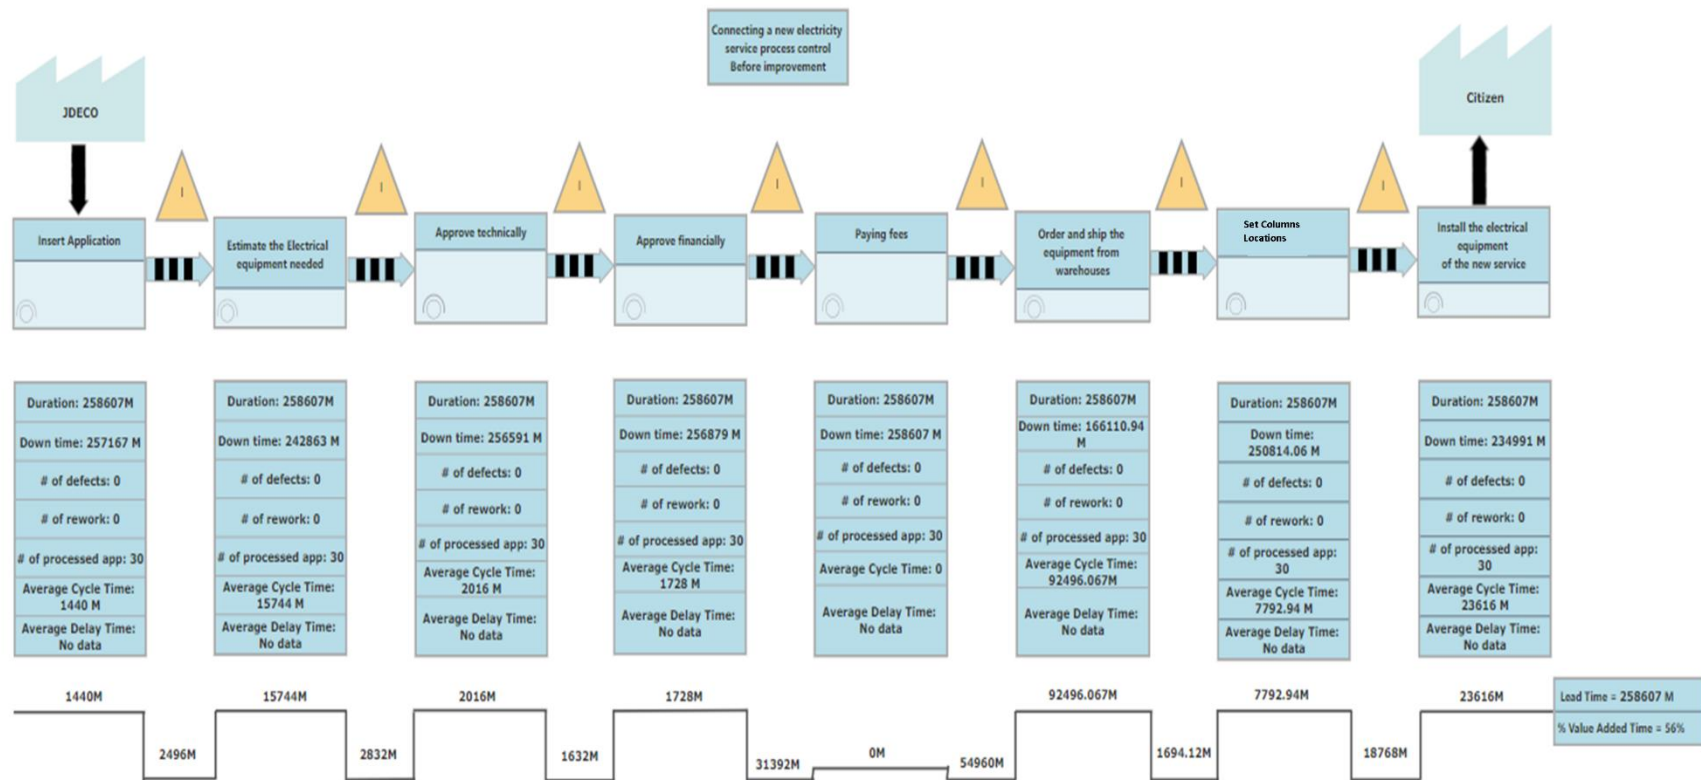 Connecting a new electricity
service process control
Before improvement
JDECO
Citizen
I
I
I
I
I
I
I
Insert Application
Estimate the Electrical
equipment needed
Approve technically
Approve financially
Paying fees
Order and ship the
equipment from
warehouses
Set Columns
Locations
Install the electrical
equipment
of the new service
Duration: 258607M
Down time: 257167 M
# of defects: 0
# of rework: 0
# of processed app: 30
Average Cycle Time:
1440 M
Average Delay Time:
No data
Duration: 258607M
Down time: 242863 M
# of defects: 0
# of rework: 0
# of processed app: 30
Average Cycle Time:
15744 M
Average Delay Time:
No data
Duration: 258607M
Down time: 256591 M
# of defects: 0
# of rework: 0
# of processed app: 30
Average Cycle Time:
2016 M
Average Delay Time:
No data
Duration: 258607M
Down time: 256879 M
# of defects: 0
# of rework: 0
# of processed app: 30
Average Cycle Time:
1728 M
Average Delay Time:
No data
Duration: 258607M
Down time: 258607 M
# of defects: 0
# of rework: 0
# of processed app: 30
Average Cycle Time: 0
Average Delay Time:
No data
Duration: 258607M
Down time: 166110.94
M
# of defects: 0
# of rework: 0
# of processed app: 30
Average Cycle Time:
92496.067M
Average Delay Time:
No data
Duration: 258607M
Down time:
250814.06 M
# of defects: 0
# of rework: 0
# of processed app:
30
Average Cycle Time:
7792.94 M
Average Delay Time:
No data
Duration: 258607M
Down time: 234991 M
# of defects: 0
# of rework: 0
# of processed app:
30
Average Cycle Time:
23616 M
Average Delay Time:
No data
1440M
2496M
15744M
2832M
2016M
1632M
1728M
31392M
0M
54960M
92496.067M
1694.12M
7792.94M
18768M
23616M
Lead Time = 258607 M
% Value Added Time = 56%